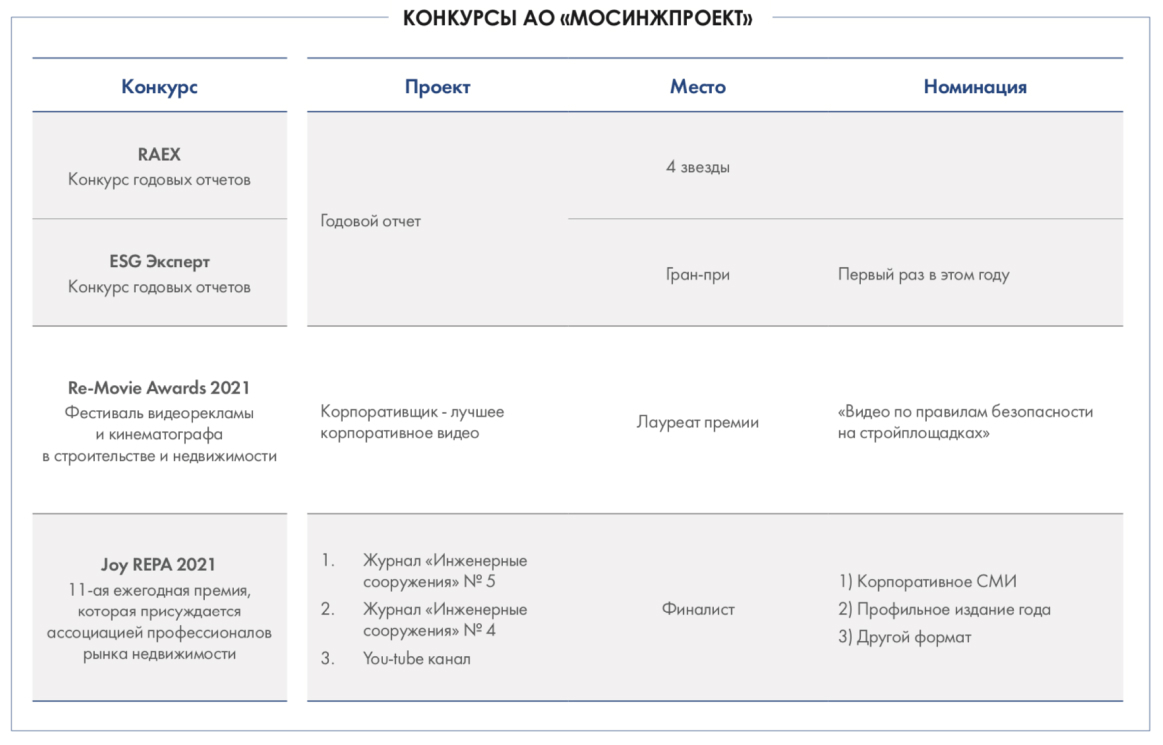 КОНКУРСЫ АО «МОСИНЖПРОЕКТ»
Конкурс
Проект
Место
Номинация
RAEX
Конкурс годовых отчетов
4 звезды
Годовой отчет
ESG Эксперт
Конкурс годовых отчетов
Гран-при
Первый раз в этом году
Re-Movie Awards 2021
Фестиваль видеорекламы
и кинематографа
в строительстве и недвижимости
Корпоративщик - лучшее
корпоративное видео
Лауреат премии
«Видео по правилам безопасности
на стройплощадках»
Joy REPA 2021
11-ая ежегодная премия,
которая присуждается
ассоциацией профессионалов
рынка недвижимости
1. Журнал «Инженерные
сооружения» № 5
2. Журнал «Инженерные
сооружения» № 4
3. You-tube канал
Финалист
1) Корпоративное СМИ
2) Профильное издание года
3) Другой формат